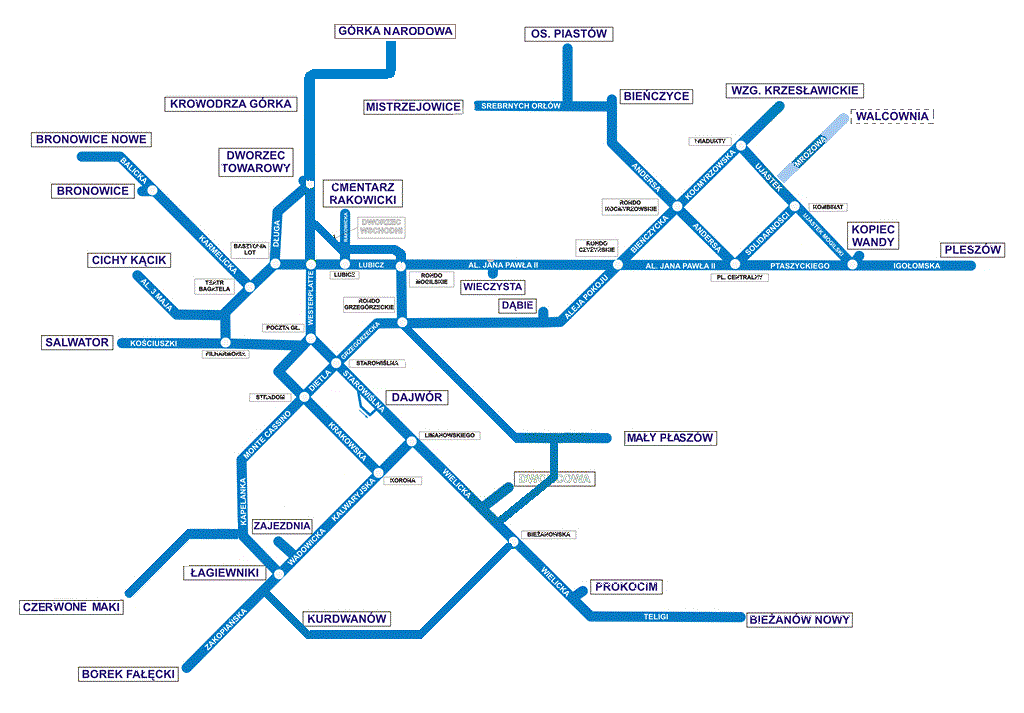 GÓRKA NARODOWA
OS. PIASTÓW
KROWODRZA GÓRKA
MISTRZEJOWICE
SREBRNYCH ORŁÓW
BIEŃCZYCE
WZG. KRZESŁAWICKIE
WALCOWNIA
BRONOWICE NOWE
BALICKA
DWORZEC
TOWAROWY
WIADUKTY
MROZOWA
BRONOWICE
CMENTARZ
RAKOWICKI
ANDERSA
KOCMYRZOWSKA
UJASTEK
RONDO
KOCMYRZOWSKIE
KOMBINAT
DŁUGA
RAKOWICKA
DWORZEC
WSCHODNI
BIEŃCZYCKA
ANDERSA
SOLIDARNOŚCI
UJASTEK MOGILSKI
KOPIEC
WANDY
KARMELICKA
BASZTOWA
LOT
RONDO
CZYŻYŃSKIE
PLESZÓW
CICHY KĄCIK
LUBICZ
AL. JANA PAWŁA II
AL. JANA PAWŁA II
PTASZYCKIEGO
IGOŁOMSKA
AL. 3 MAJA
TEATR
BAGATELA
WESTERPLATTE
LUBICZ
RONDO
MOGILSKIE
WIECZYSTA
PL. CENTRALNY
RONDO
GRZEGÓRZECKIE
DĄBIE
ALEJA POKOJU
SALWATOR
KOŚCIUSZKI
POCZTA GŁ.
GRZEGÓRZECKA
FILHARMONIA
STAROWIŚLNA
DIETLA
STAROWIŚLNA
STRADOM
DAJWÓR
MONTE CASSINO
KRAKOWSKA
LIMANOWSKIEGO
MAŁY PŁASZÓW
KAPELANKA
KALWARYJSKA
KORONA
WIELICKA
DWORCOWA
ZAJEZDNIA
WADOWICKA
BIEŻANOWSKA
ŁAGIEWNIKI
WIELICKA
PROKOCIM
CZERWONE MAKI
KURDWANÓW
TELIGI
BIEŻANÓW NOWY
ZAKOPIAŃSKA
BOREK FAŁĘCKI